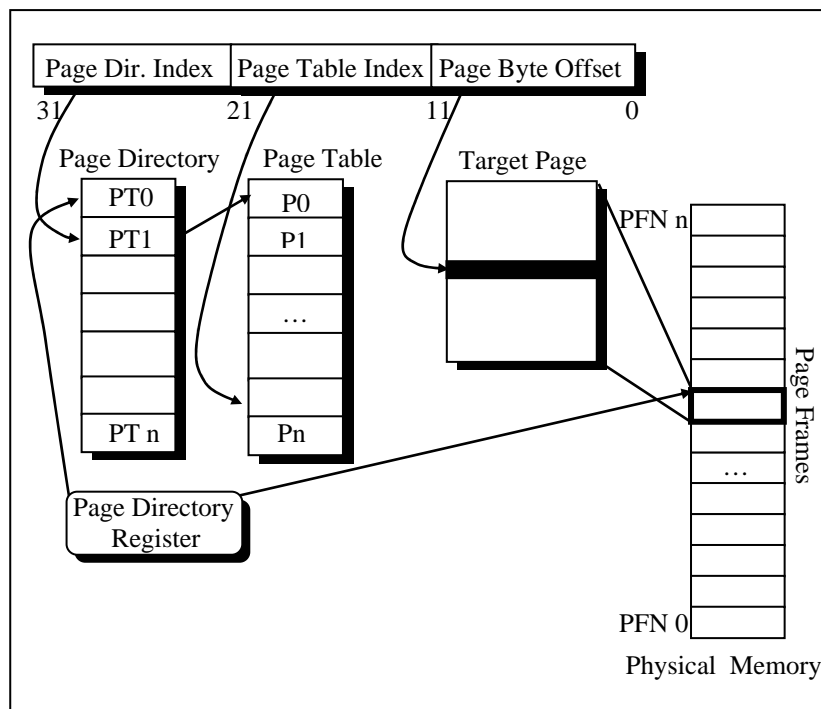 Page Dir. Index Page Table Index Page Byte Offset
31 21 11 0
Page Directory Page Table Target Page
PT0 P0
PFN n
PT1 P1
…
Page Frames
PT n Pn
…
Page Directory
Register
PFN 0
Physical Memory